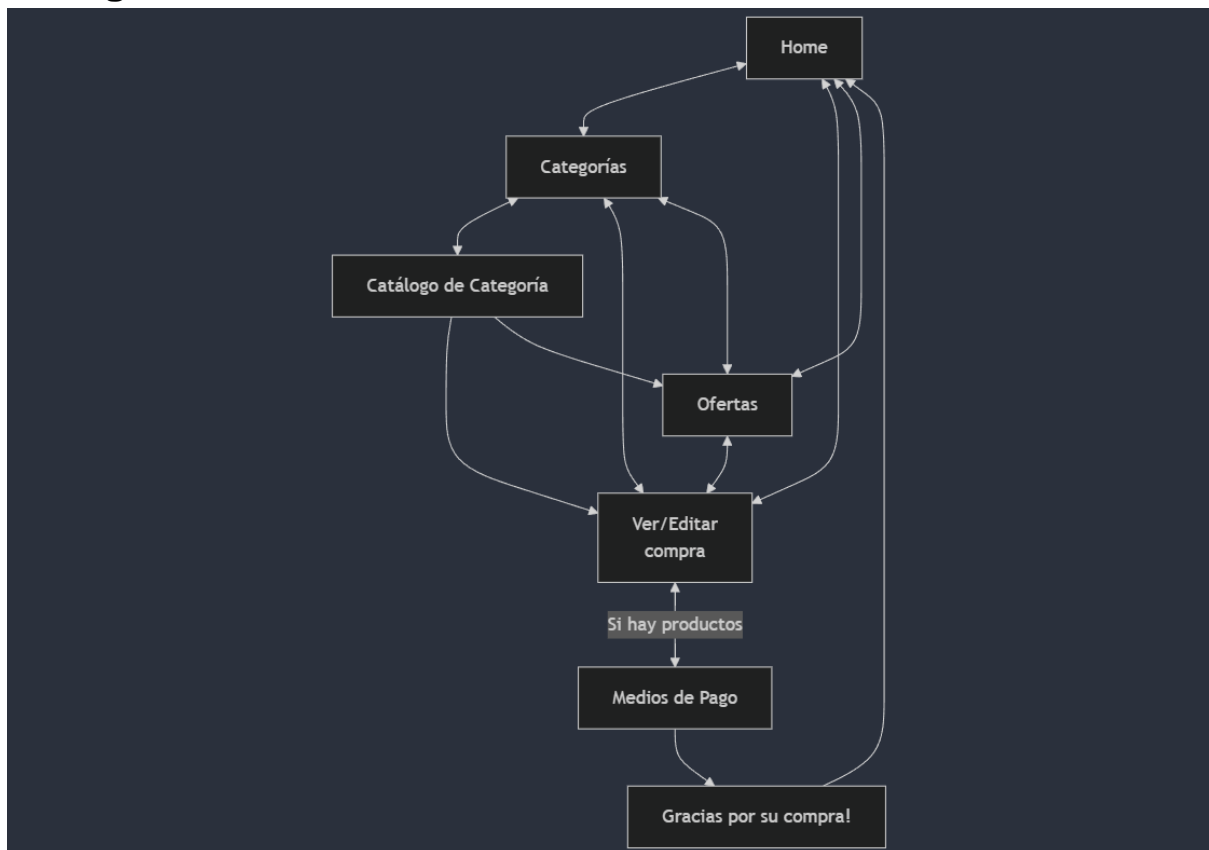 Home
Categorías
Catálogo de Categoría
Ofertas
Ver/Editar
compra
Si hay productos
Medios de Pago
Gracias por su compra!